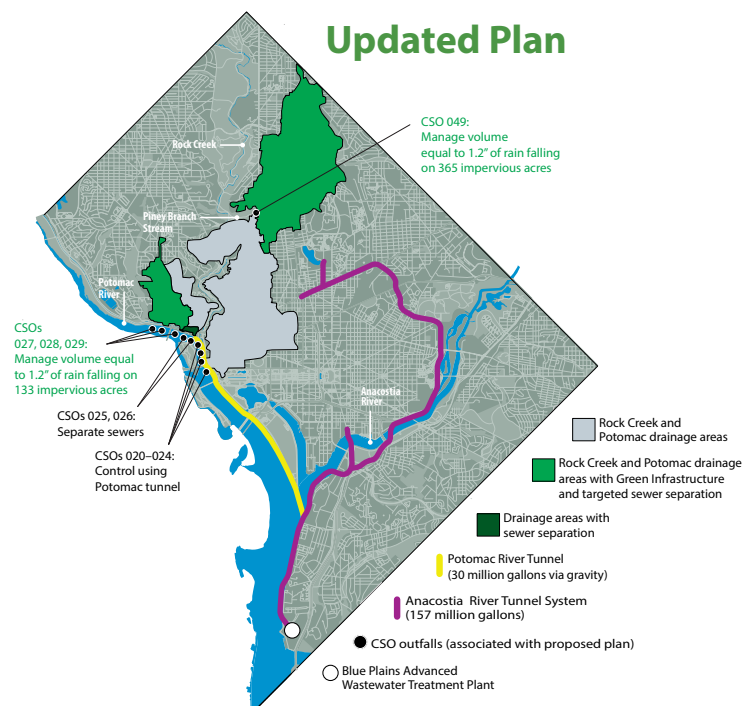 Updated Plan
CSO 049:
Manage volume
equal to 1.2” of rain falling
on 365 impervious acres
Rock Creek
Piney Branch
Stream
Potomac
River
CSOs
027, 028, 029:
Manage volume equal
to 1.2” of rain falling on
133 impervious acres
CSOs 025, 026:
Separate sewers
CSOs 020–024:
Control using
Potomac tunnel
Anacostia
River
Rock Creek and
Potomac drainage areas
Rock Creek and Potomac drainage
areas with Green Infrastructure
and targeted sewer separation
Drainage areas with
sewer separation
Potomac River Tunnel
(30 million gallons via gravity)
Anacostia River Tunnel System
(157 million gallons)
CSO outfalls (associated with proposed plan)
Blue Plains Advanced
Wastewater Treatment Plant